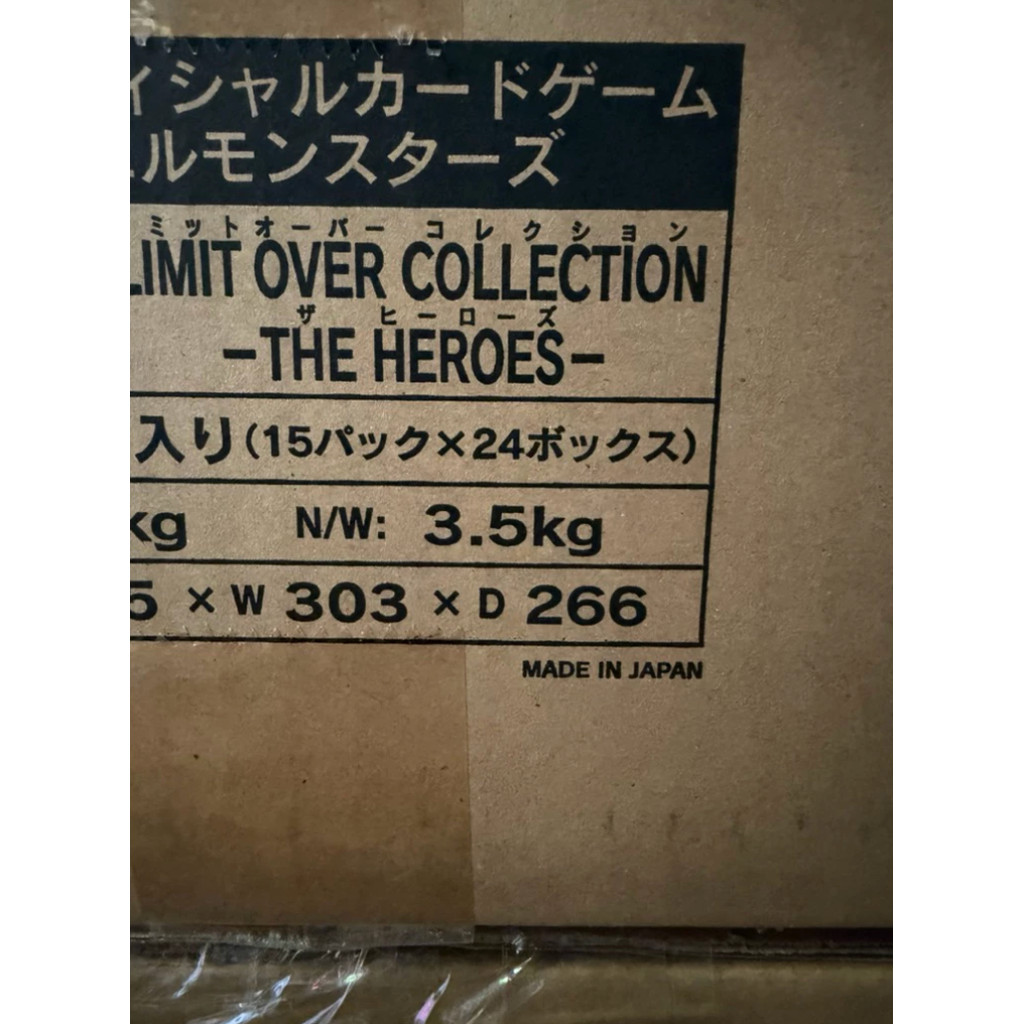 ィシャルカードゲーム
ルモンスターズ
ミットオーバー コレクション
LIMIT OVER COLLECTION
ザ ヒーローズ
-THE HEROES-
入り(15パック×24ボックス)
kg N/W: 3.5kg
5 × W 303 × D 266
MADE IN JAPAN